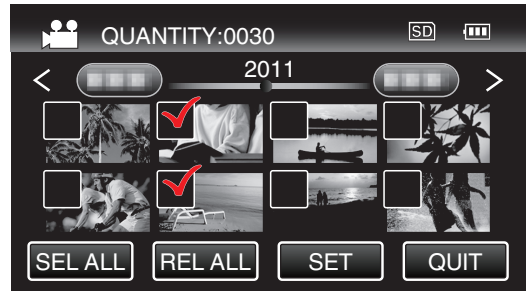 QUANTITY:0030 SD
2011
SEL ALL REL ALL SET QUIT